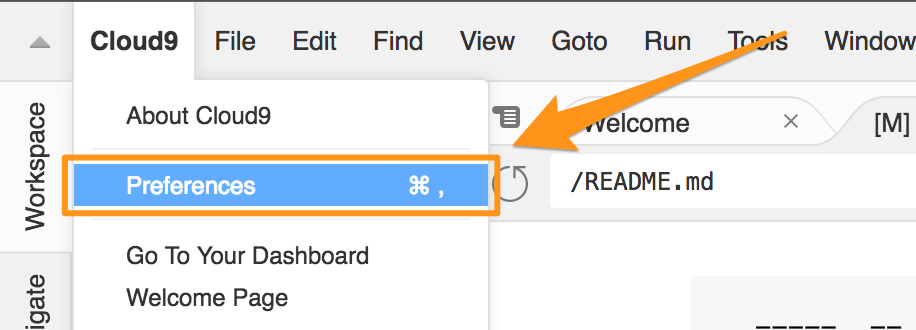 Cloud9 File Edit Find View Goto Run Tools Window
About Cloud9
Welcome
[M]
Preferences ⌘ ,
/README.md
Go To Your Dashboard
Welcome Page
Workspace